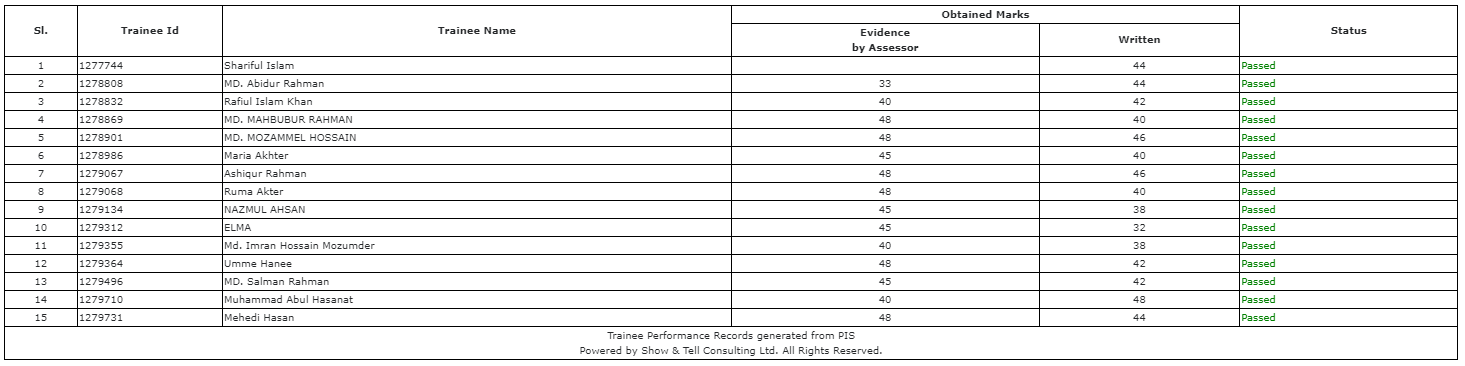 Sl. Trainee Id Trainee Name Obtained Marks Status
Evidence by Assessor Written
1 1277744 Shariful Islam 44 Passed
2 1278808 MD. Abidur Rahman 33 44 Passed
3 1278832 Rafiul Islam Khan 40 42 Passed
4 1278869 MD. MAHBUBUR RAHMAN 48 40 Passed
5 1278901 MD. MOZAMMEL HOSSAIN 48 46 Passed
6 1278986 Maria Akhter 45 40 Passed
7 1279067 Ashiqur Rahman 48 46 Passed
8 1279068 Ruma Akter 48 40 Passed
9 1279134 NAZMUL AHSAN 45 38 Passed
10 1279312 ELMA 45 32 Passed
11 1279355 Md. Imran Hossain Mozumder 40 38 Passed
12 1279364 Umme Hanee 48 42 Passed
13 1279496 MD. Salman Rahman 45 42 Passed
14 1279710 Muhammad Abul Hasanat 40 48 Passed
15 1279731 Mehedi Hasan 48 44 Passed
Trainee Performance Records generated from PIS
Powered by Show & Tell Consulting Ltd. All Rights Reserved.